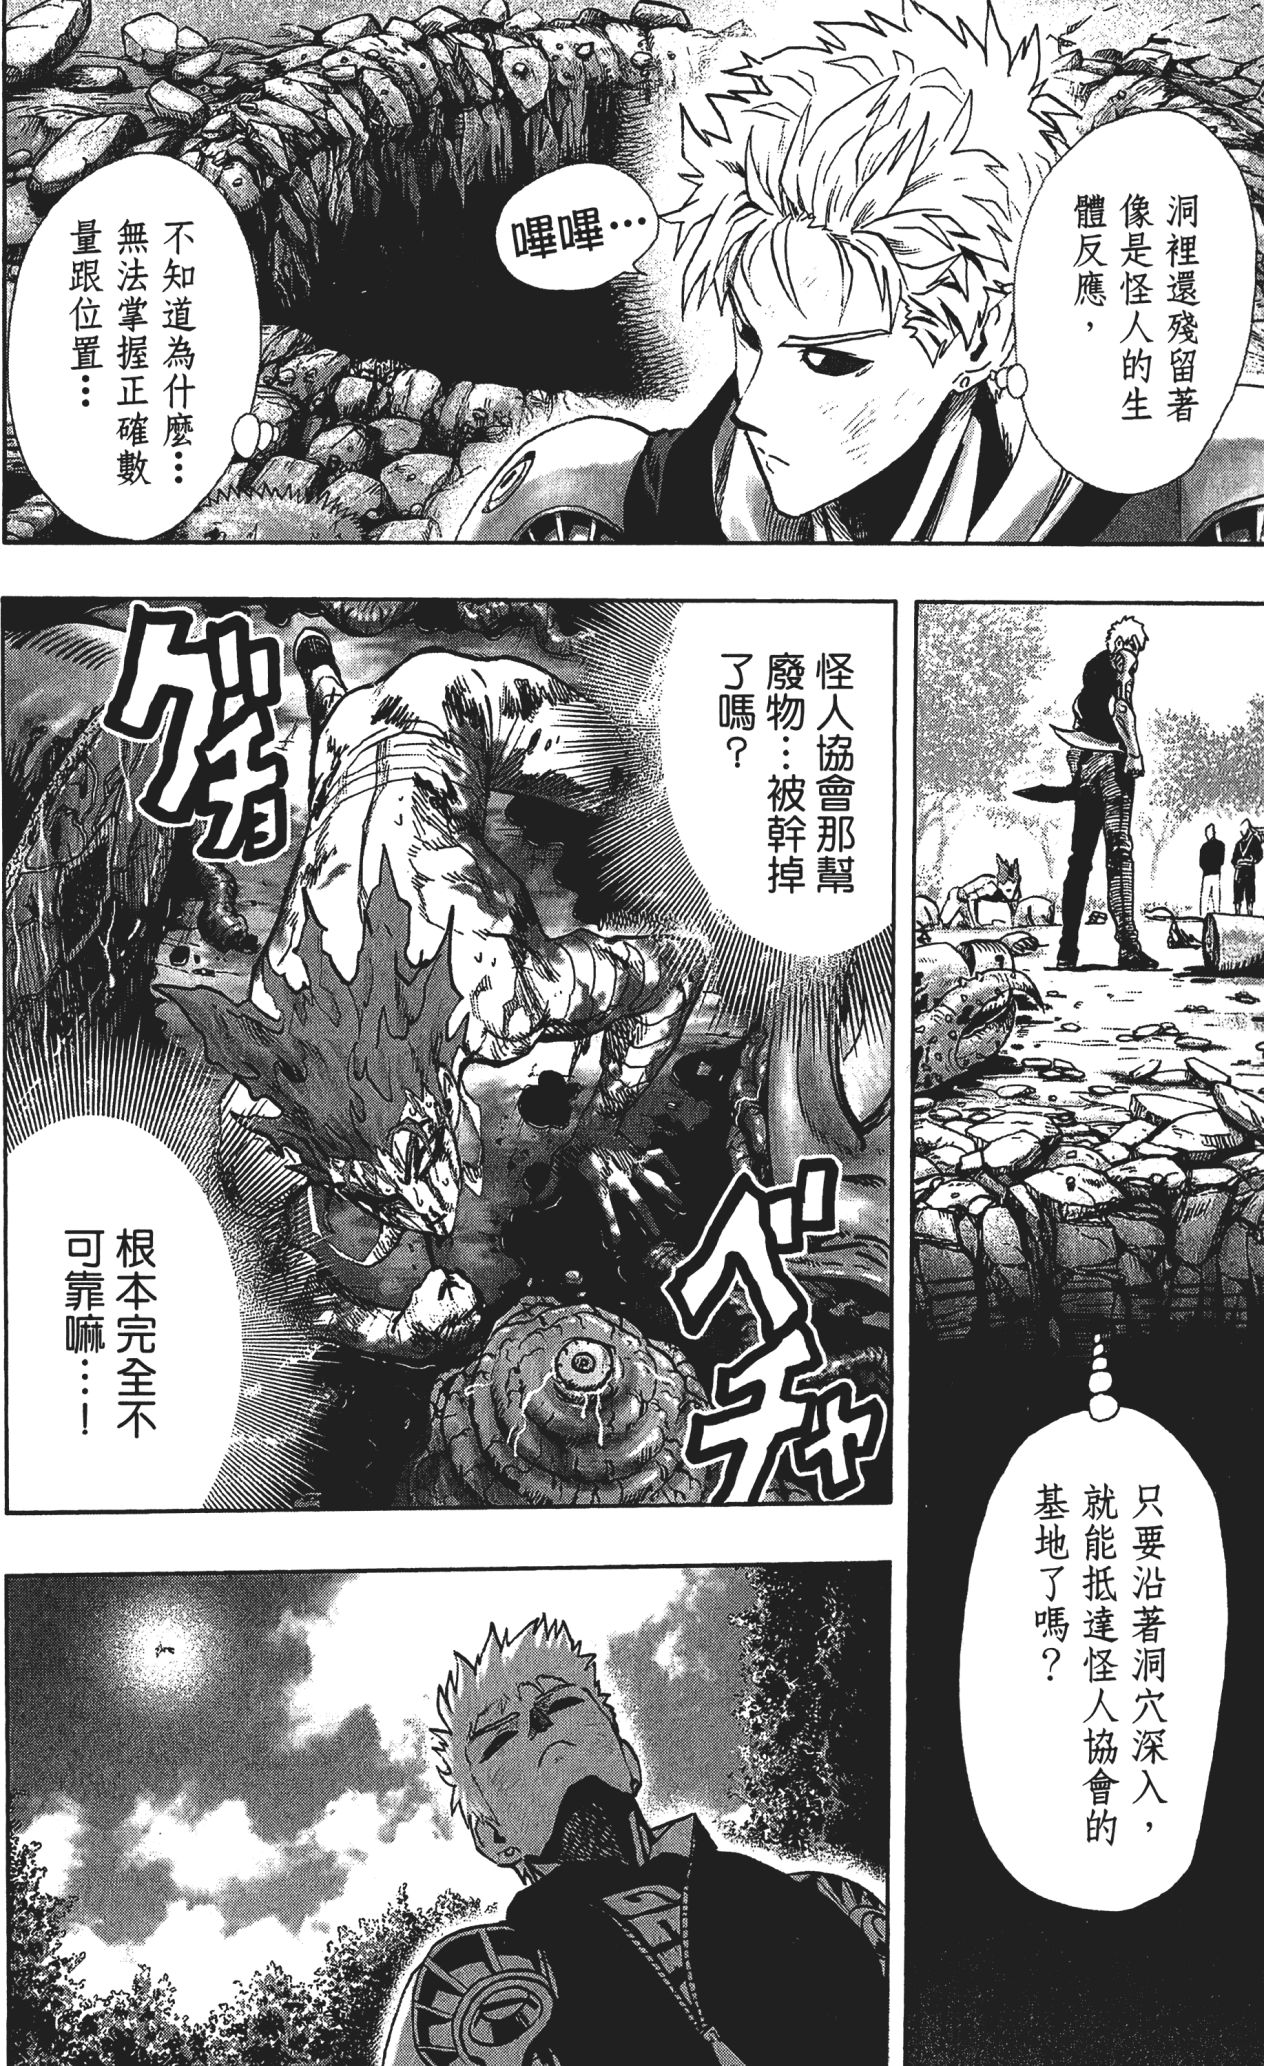 洞裡還殘留著
像是怪人的生
體反應，
嗶嗶…
不知道為什麼…
無法掌握正確數
量跟位置…
只要沿著洞穴深入，
就能抵達怪人協會的
基地了嗎？
怪人協會那幫
廢物…被幹掉
了嗎？
グチョ
ベチャ
根本完全不
可靠嘛…！